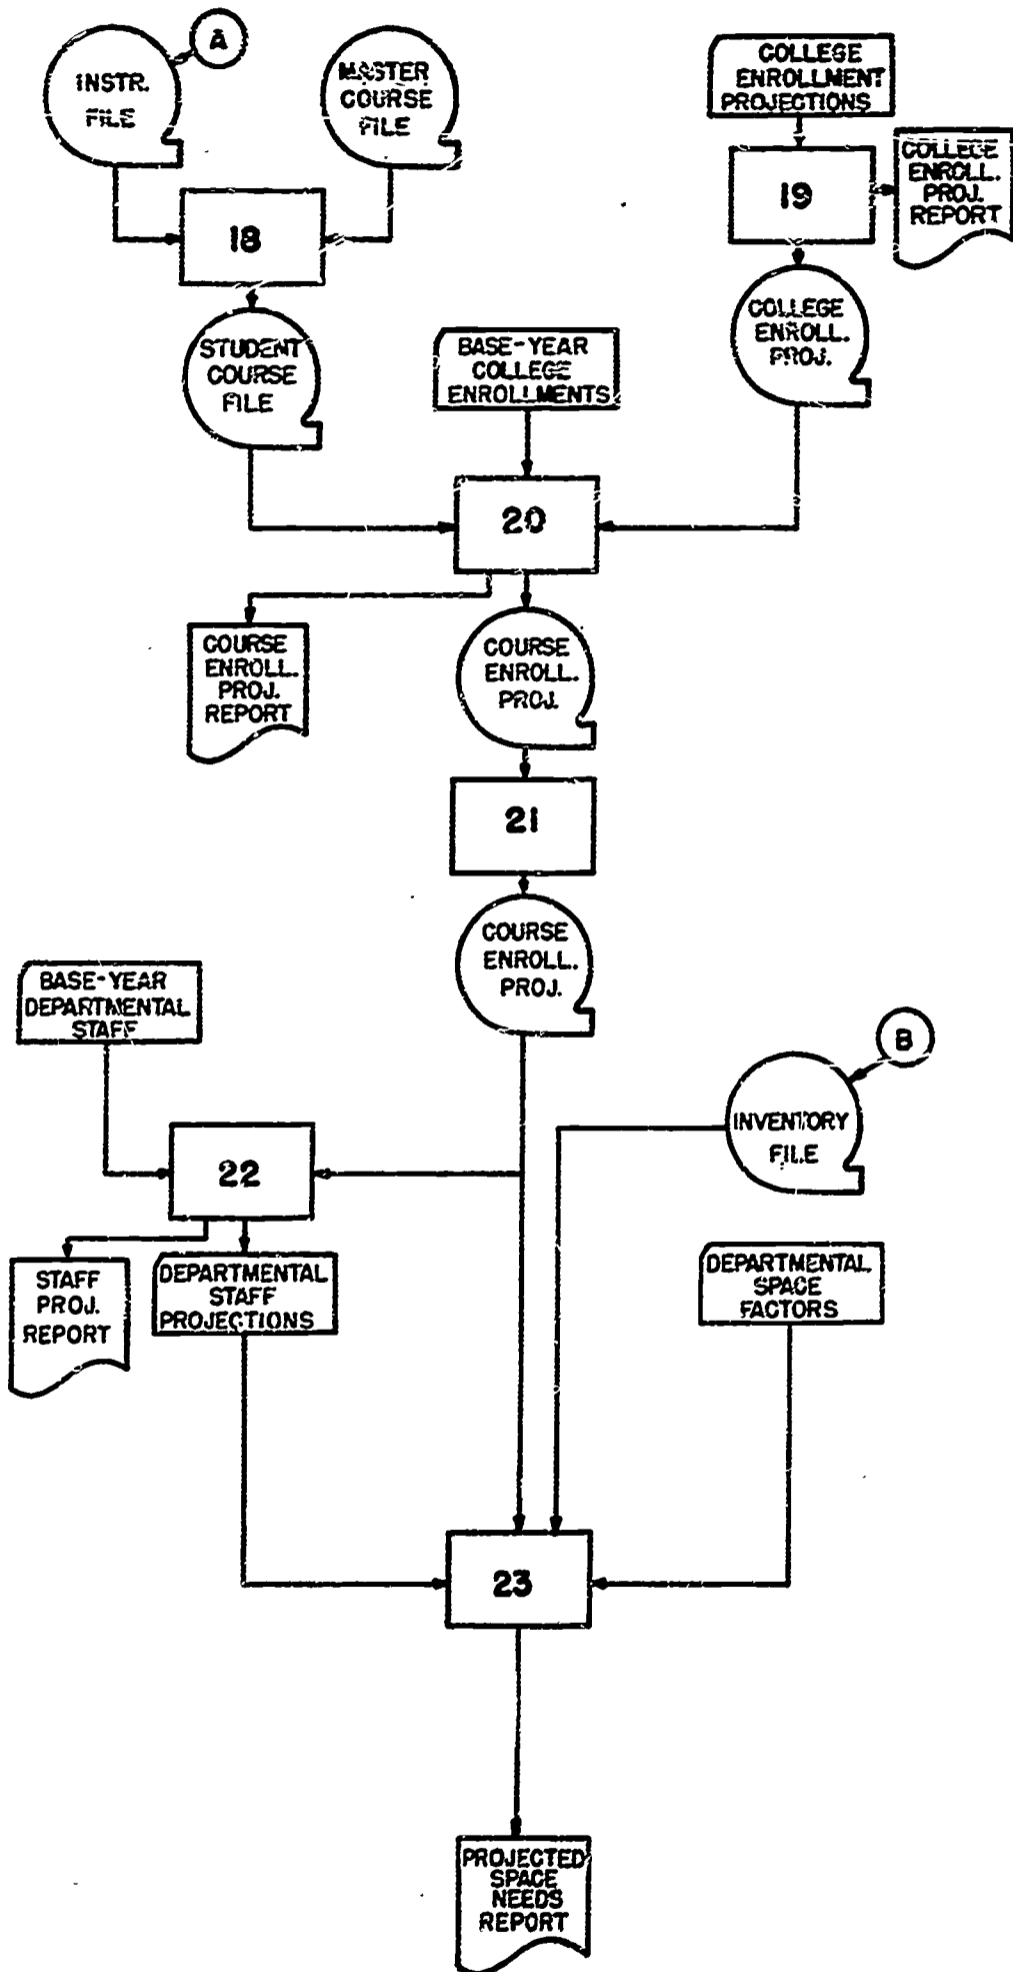 INSTR.
FILE
A
MASTER
COURSE
FILE
COLLEGE
ENROLLMENT
PROJECTIONS
18
19
COLLEGE
ENROLL.
PROJ.
REPORT
STUDENT
COURSE
FILE
BASE-YEAR
COLLEGE
ENROLLMENTS
COLLEGE
ENROLL.
PROJ.
20
COURSE
ENROLL.
PROJ.
REPORT
COURSE
ENROLL.
PROJ.
21
COURSE
ENROLL.
PROJ.
BASE-YEAR
DEPARTMENTAL
STAFF
B
INVENTORY
FILE
22
STAFF
PROJ.
REPORT
DEPARTMENTAL
STAFF
PROJECTIONS
DEPARTMENTAL
SPACE
FACTORS
23
PROJECTED
SPACE
NEEDS
REPORT